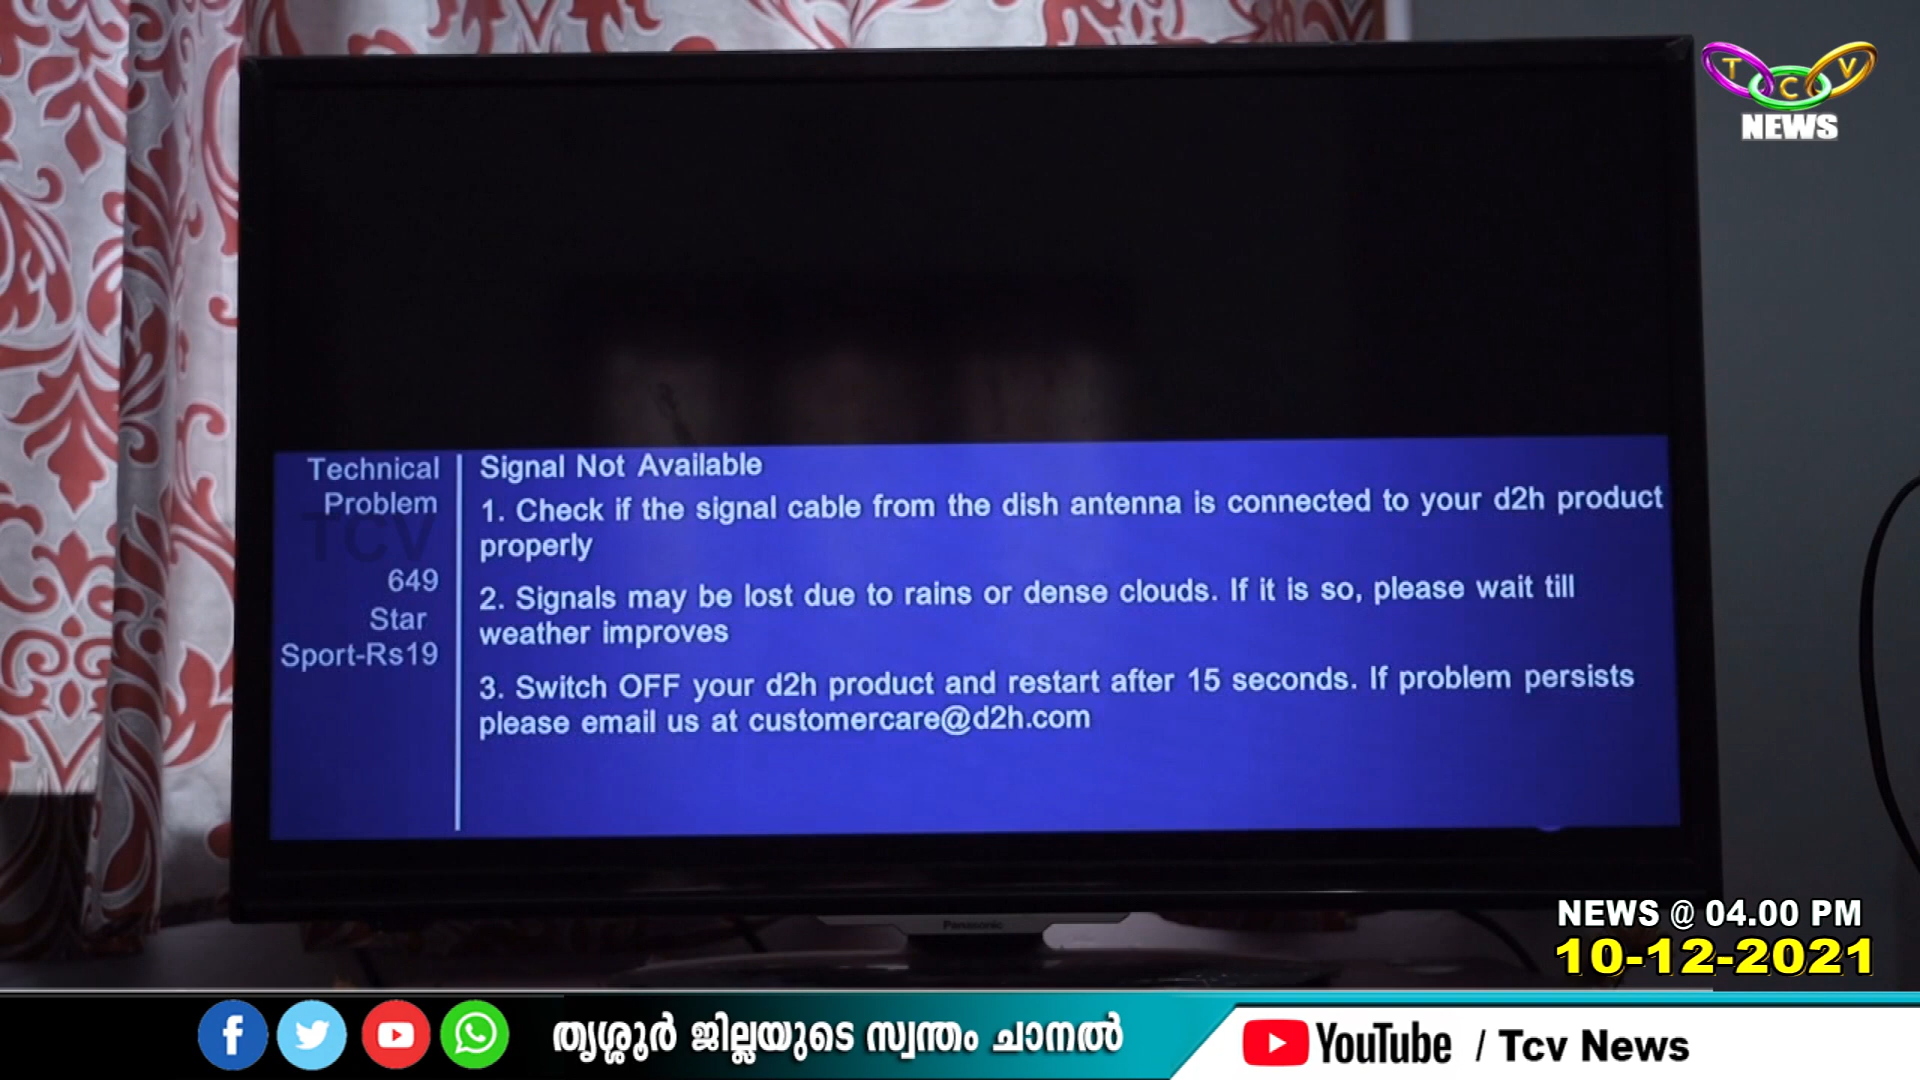 T C V
NEWS
Technical
Problem
TCV
649
Star
Sport-Rs19
Signal Not Available
1. Check if the signal cable from the dish antenna is connected to your d2h product
properly
2. Signals may be lost due to rains or dense clouds. If it is so, please wait till
weather improves
3. Switch OFF your d2h product and restart after 15 seconds. If problem persists
please email us at customercare@d2h.com
Panasonic
NEWS @ 04.00 PM
10-12-2021
തൃശ്ശൂർ ജില്ലയുടെ സ്വന്തം ചാനൽ
YouTube / Tcv News